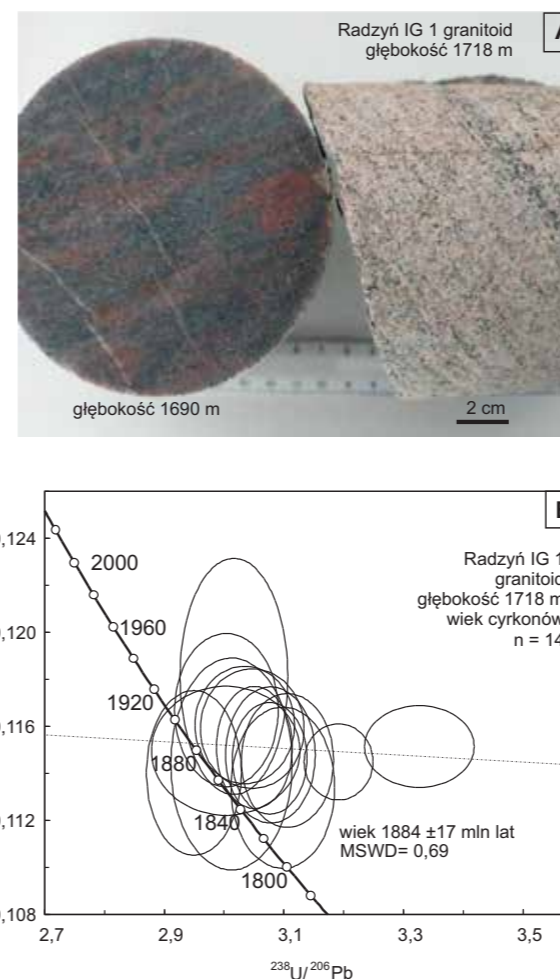 Radzyń IG 1 granitoid
głębokość 1718 m
A
głębokość 1690 m
2 cm
B
Radzyń IG 1
granitoid
głębokość 1718 m
wiek cyrkonów
n = 14
0,124
0,120
0,116
0,112
0,108
2000
1960
1920
1880
1840
1800
wiek 1884 ±17 mln lat
MSWD= 0,69
2,7
2,9
3,1
3,3
3,5
238U/206Pb